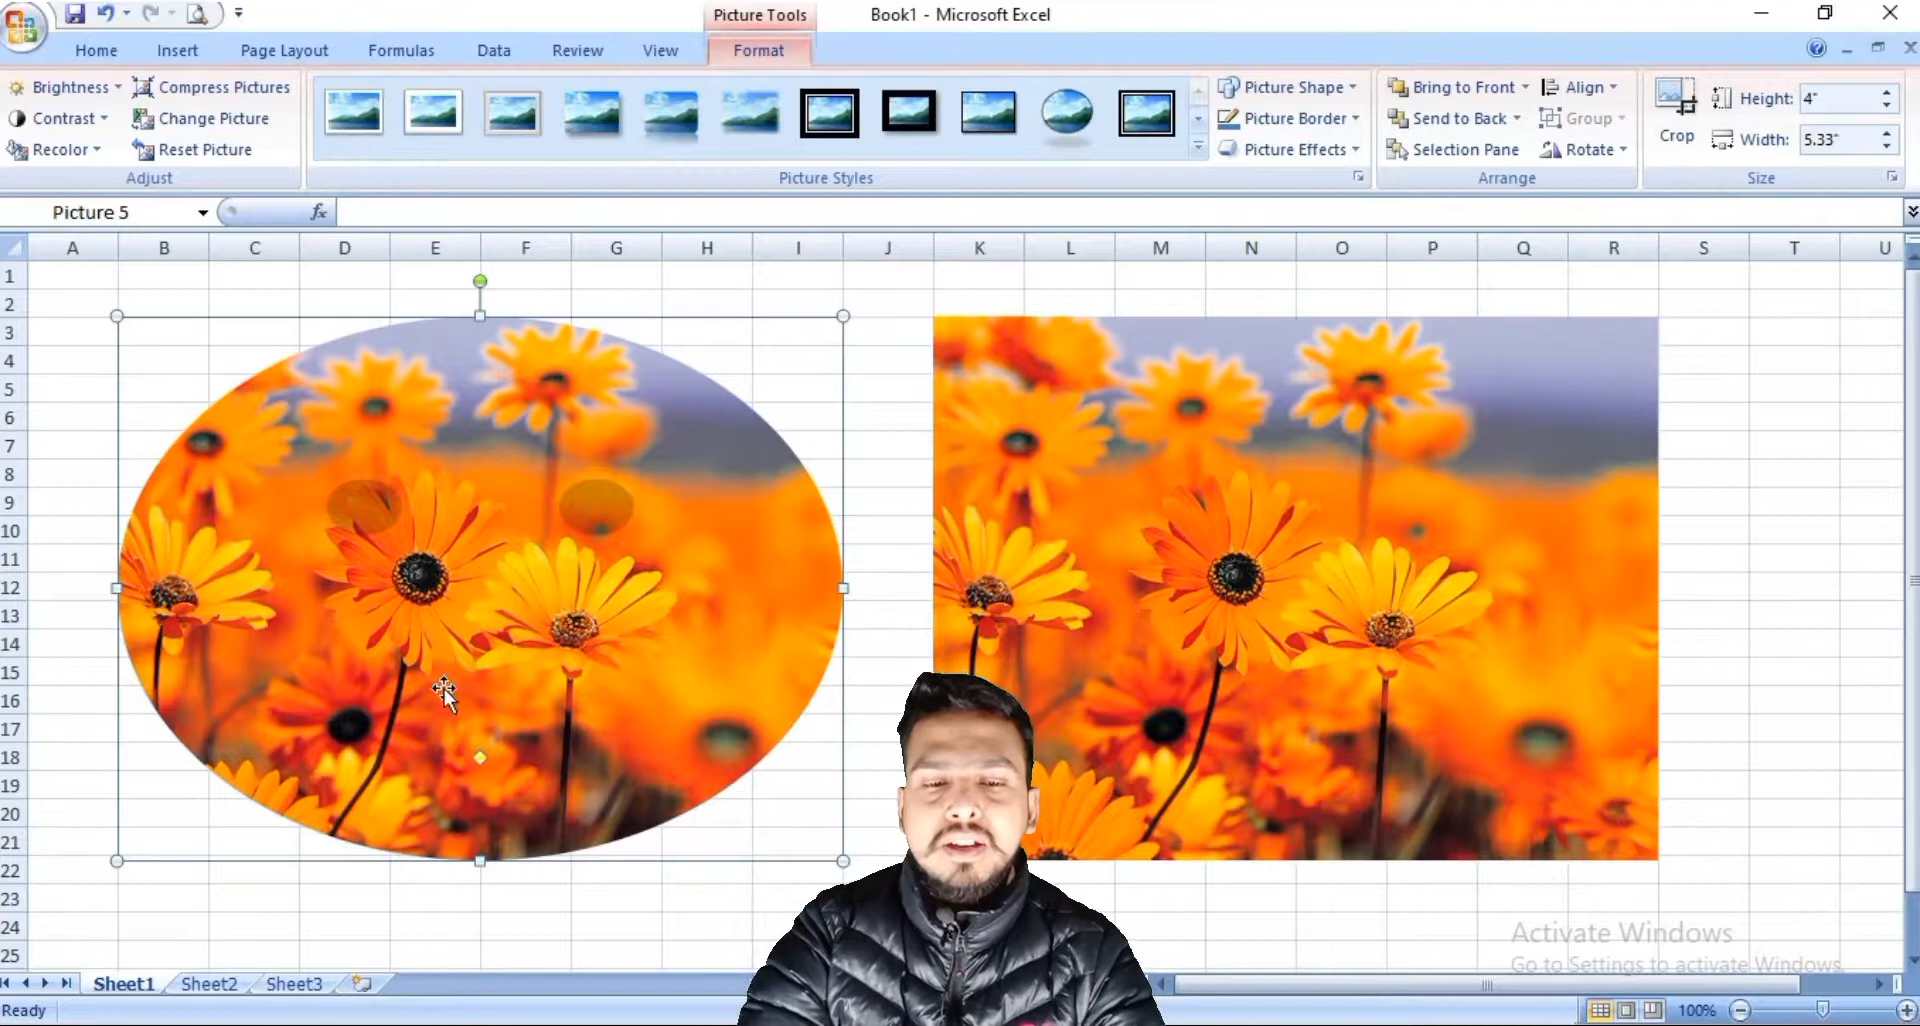 Picture Tools
Book1 - Microsoft Excel
Home Insert Page Layout Formulas Data Review View Format
Brightness
Contrast
Recolor
Compress Pictures
Change Picture
Reset Picture
Adjust
Picture Styles
Picture Shape
Picture Border
Picture Effects
Bring to Front
Send to Back
Selection Pane
Align
Group
Rotate
Arrange
Crop
Height: 4"
Width: 5.33"
Size
Picture 5
fx
A B C D E F G H I J K L M N O P Q R S T U
1
2
3
4
5
6
7
8
9
10
11
12
13
14
15
16
17
18
19
20
21
22
23
24
25
Activate Windows
Go to Settings to activate Windows.
Sheet1 Sheet2 Sheet3
Ready
100%